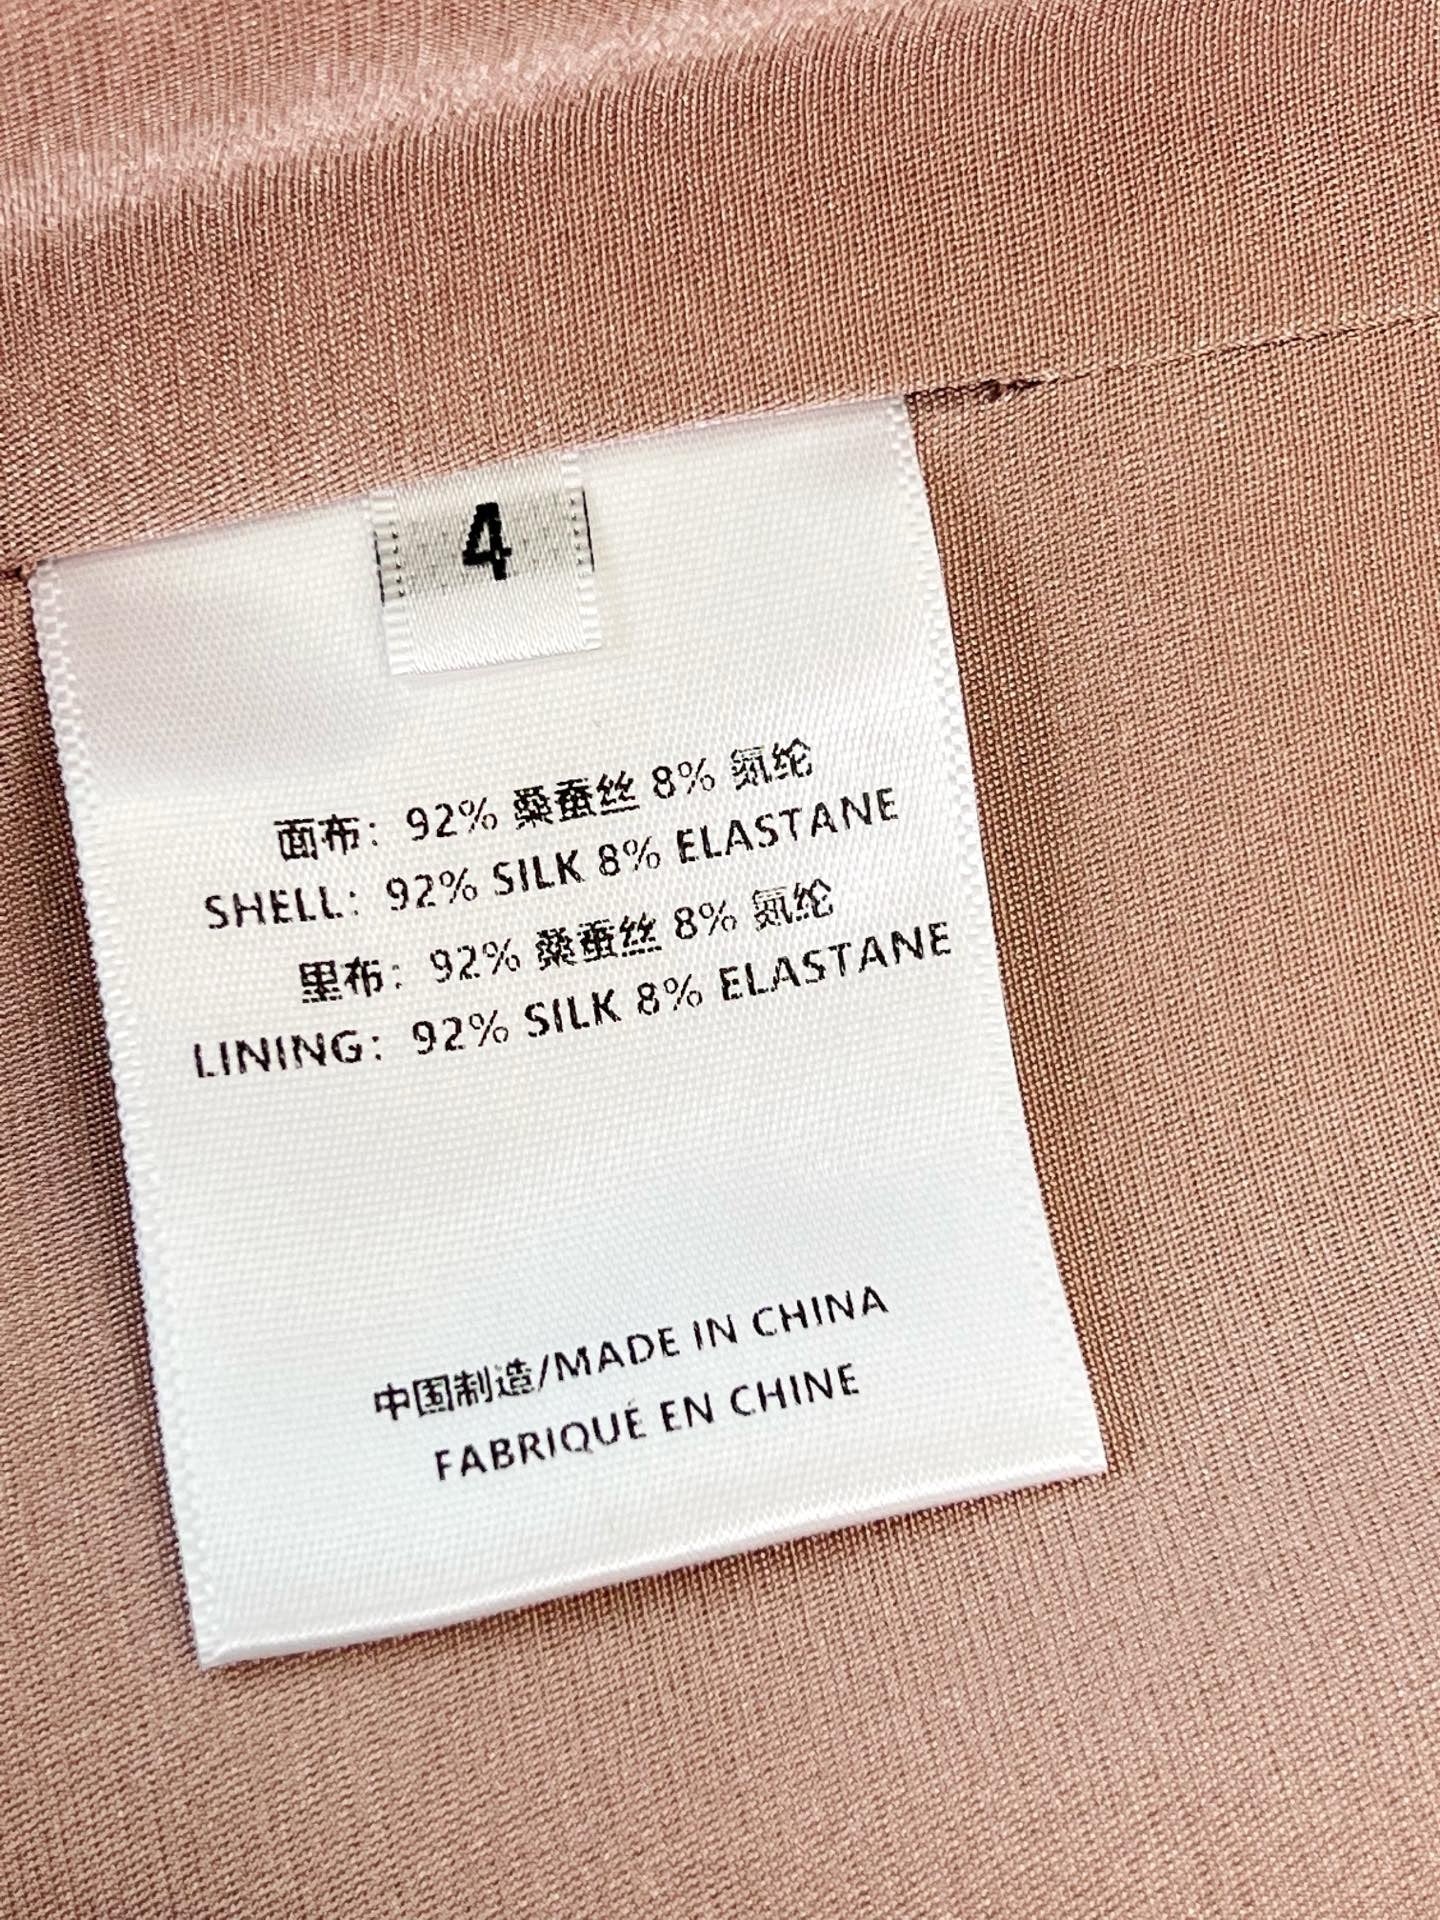 4
面布：92% 桑蚕丝 8% 氨纶
SHELL: 92% SILK 8% ELASTANE
里布：92% 桑蚕丝 8% 氨纶
LINING: 92% SILK 8% ELASTANE
中国制造/MADE IN CHINA
FABRIQUÉ EN CHINE